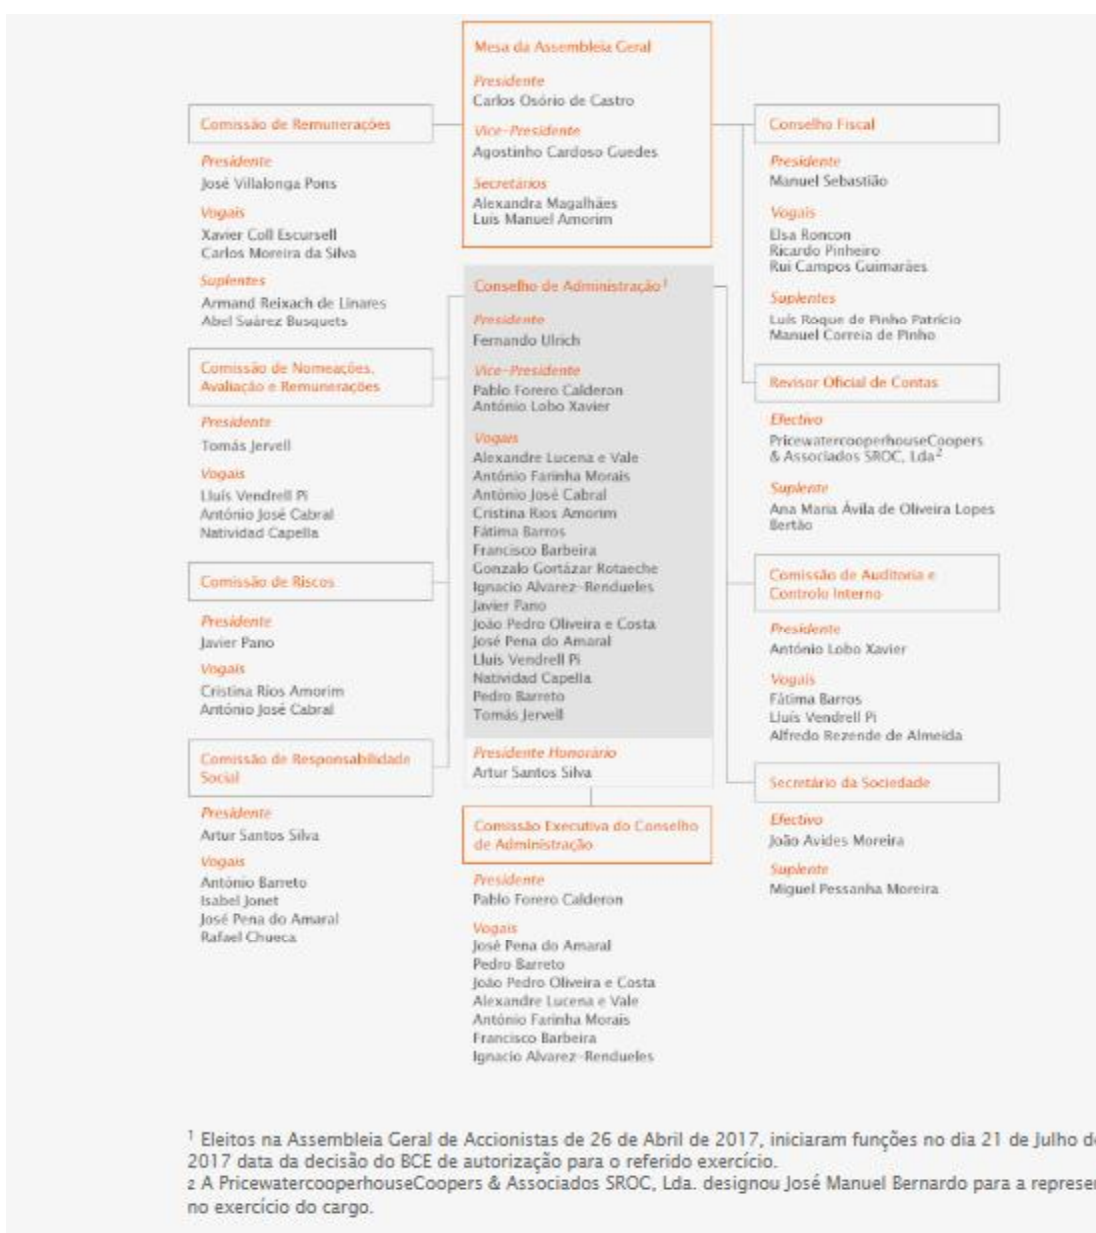 Mesa da Assembleia Geral
Presidente
Carlos Osório de Castro
Vice-Presidente
Agostinho Cardoso Guedes
Secretários
Alexandra Magalhães
Luís Manuel Amorim
Comissão de Remunerações
Presidente
José Villalonga Pons
Vogais
Xavier Coll Escursell
Carlos Moreira da Silva
Suplentes
Armand Reixach de Linares
Abel Suárez Busquets
Comissão de Nomeações,
Avaliação e Remunerações
Presidente
Tomás Jervell
Vogais
Lluís Vendrell Pi
António José Cabral
Natividad Capella
Comissão de Riscos
Presidente
Javier Pano
Vogais
Cristina Rios Amorim
António José Cabral
Comissão de Responsabilidade
Social
Presidente
Artur Santos Silva
Vogais
António Barreto
Isabel Jonet
José Pena do Amaral
Rafael Chueca
Conselho de Administração¹
Presidente
Fernando Ulrich
Vice-Presidente
Pablo Forero Calderon
António Lobo Xavier
Vogais
Alexandre Lucena e Vale
António Farinha Morais
António José Cabral
Cristina Rios Amorim
Fátima Barros
Francisco Barbeira
Gonzalo Gortázar Rotaeche
Ignacio Alvarez-Rendueles
Javier Pano
João Pedro Oliveira e Costa
José Pena do Amaral
Lluís Vendrell Pi
Natividad Capella
Pedro Barreto
Tomás Jervell
Presidente Honorário
Artur Santos Silva
Comissão Executiva do Conselho
de Administração
Presidente
Pablo Forero Calderon
Vogais
José Pena do Amaral
Pedro Barreto
João Pedro Oliveira e Costa
Alexandre Lucena e Vale
António Farinha Morais
Francisco Barbeira
Ignacio Alvarez-Rendueles
Conselho Fiscal
Presidente
Manuel Sebastião
Vogais
Elsa Roncon
Ricardo Pinheiro
Rui Campos Guimarães
Suplentes
Luís Roque de Pinho Patrício
Manuel Correia de Pinho
Revisor Oficial de Contas
Efectivo
PricewatercooperhouseCoopers
& Associados SROC, Lda²
Suplente
Ana Maria Ávila de Oliveira Lopes
Bertão
Comissão de Auditoria e
Controlo Interno
Presidente
António Lobo Xavier
Vogais
Fátima Barros
Lluís Vendrell Pi
Alfredo Rezende de Almeida
Secretário da Sociedade
Efectivo
João Avides Moreira
Suplente
Miguel Pessanha Moreira
¹ Eleitos na Assembleia Geral de Accionistas de 26 de Abril de 2017, iniciaram funções no dia 21 de Julho de
2017 data da decisão do BCE de autorização para o referido exercício.
2 A PricewatercooperhouseCoopers & Associados SROC, Lda. designou José Manuel Bernardo para a represen
no exercício do cargo.